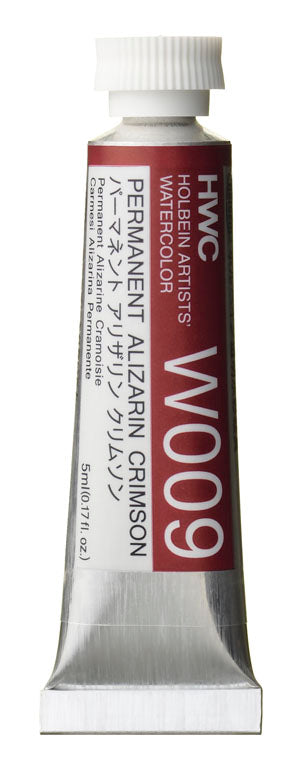 HWC
HOLBEIN ARTISTS'
WATERCOLOR
W009
PERMANENT ALIZARIN CRIMSON
パーマネント アリザリン クリムソン
Permanent Alizarine Cramoisie
Carmesi Alizarina Permanente
5ml(0.17fl. oz.)